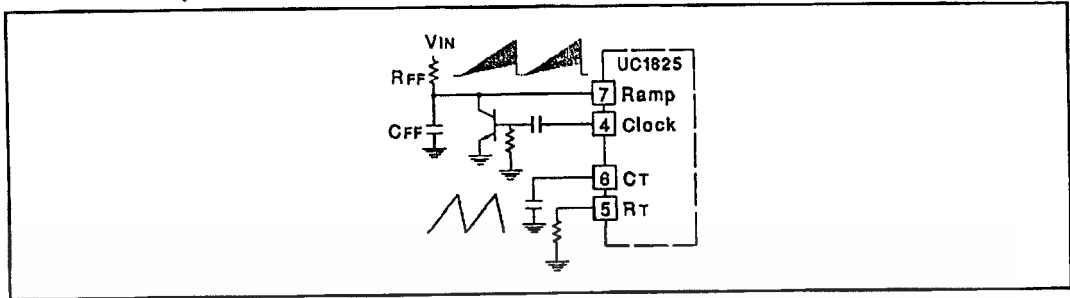 VIN
RFF
UC1825
7 Ramp
CFF
4 Clock
6 CT
5 RT